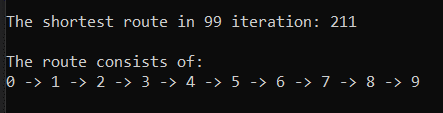 The shortest route in 99 iteration: 211
The route consists of:
0 -> 1 -> 2 -> 3 -> 4 -> 5 -> 6 -> 7 -> 8 -> 9